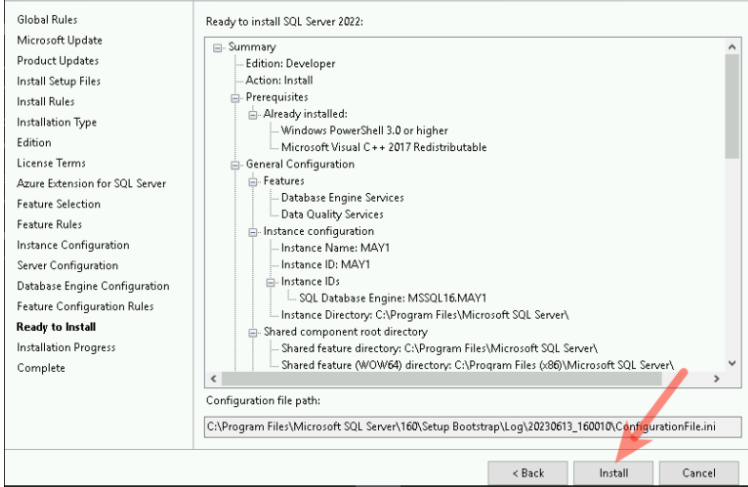 Global Rules
Microsoft Update
Product Updates
Install Setup Files
Install Rules
Installation Type
Edition
License Terms
Azure Extension for SQL Server
Feature Selection
Feature Rules
Instance Configuration
Server Configuration
Database Engine Configuration
Feature Configuration Rules
Ready to Install
Installation Progress
Complete
Ready to install SQL Server 2022:
Summary
Edition: Developer
Action: Install
Prerequisites
Already installed:
Windows PowerShell 3.0 or higher
Microsoft Visual C++ 2017 Redistributable
General Configuration
Features
Database Engine Services
Data Quality Services
Instance configuration
Instance Name: MAY1
Instance ID: MAY1
Instance IDs
SQL Database Engine: MSSQL16.MAY1
Instance Directory: C:\Program Files\Microsoft SQL Server\
Shared component root directory
Shared feature directory: C:\Program Files\Microsoft SQL Server\
Shared feature (WOW64) directory: C:\Program Files (x86)\Microsoft SQL Server\
Configuration file path:
C:\Program Files\Microsoft SQL Server\160\Setup Bootstrap\Log\20230613_160010\ConfigurationFile.ini
< Back
Install
Cancel